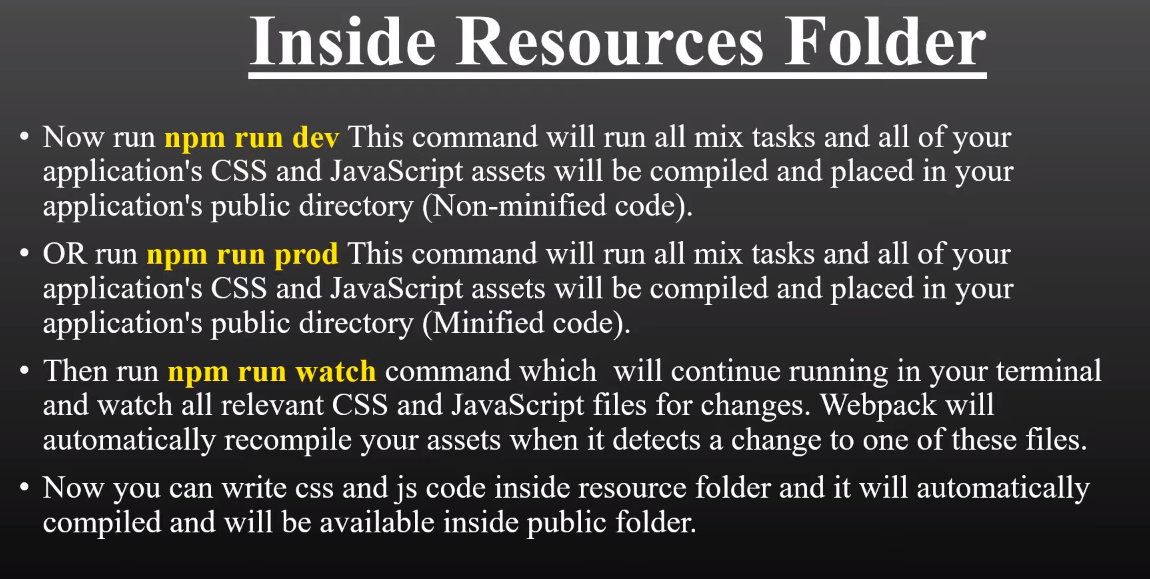 Inside Resources Folder
• Now run npm run dev This command will run all mix tasks and all of your
application's CSS and JavaScript assets will be compiled and placed in your
application's public directory (Non-minified code).
• OR run npm run prod This command will run all mix tasks and all of your
application's CSS and JavaScript assets will be compiled and placed in your
application's public directory (Minified code).
• Then run npm run watch command which  will continue running in your terminal
and watch all relevant CSS and JavaScript files for changes. Webpack will
automatically recompile your assets when it detects a change to one of these files.
• Now you can write css and js code inside resource folder and it will automatically
compiled and will be available inside public folder.